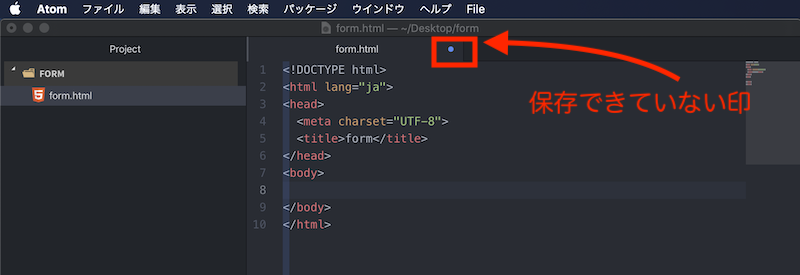 Atom ファイル 編集 表示 選択 検索 パッケージ ウインドウ ヘルプ File
form.html — ~/Desktop/form
Project
form.html
FORM
form.html
1 <!DOCTYPE html>
2 <html lang="ja">
3 <head>
4 <meta charset="UTF-8">
5 <title>form</title>
6 </head>
7 <body>
8
9 </body>
10 </html>
保存できていない印